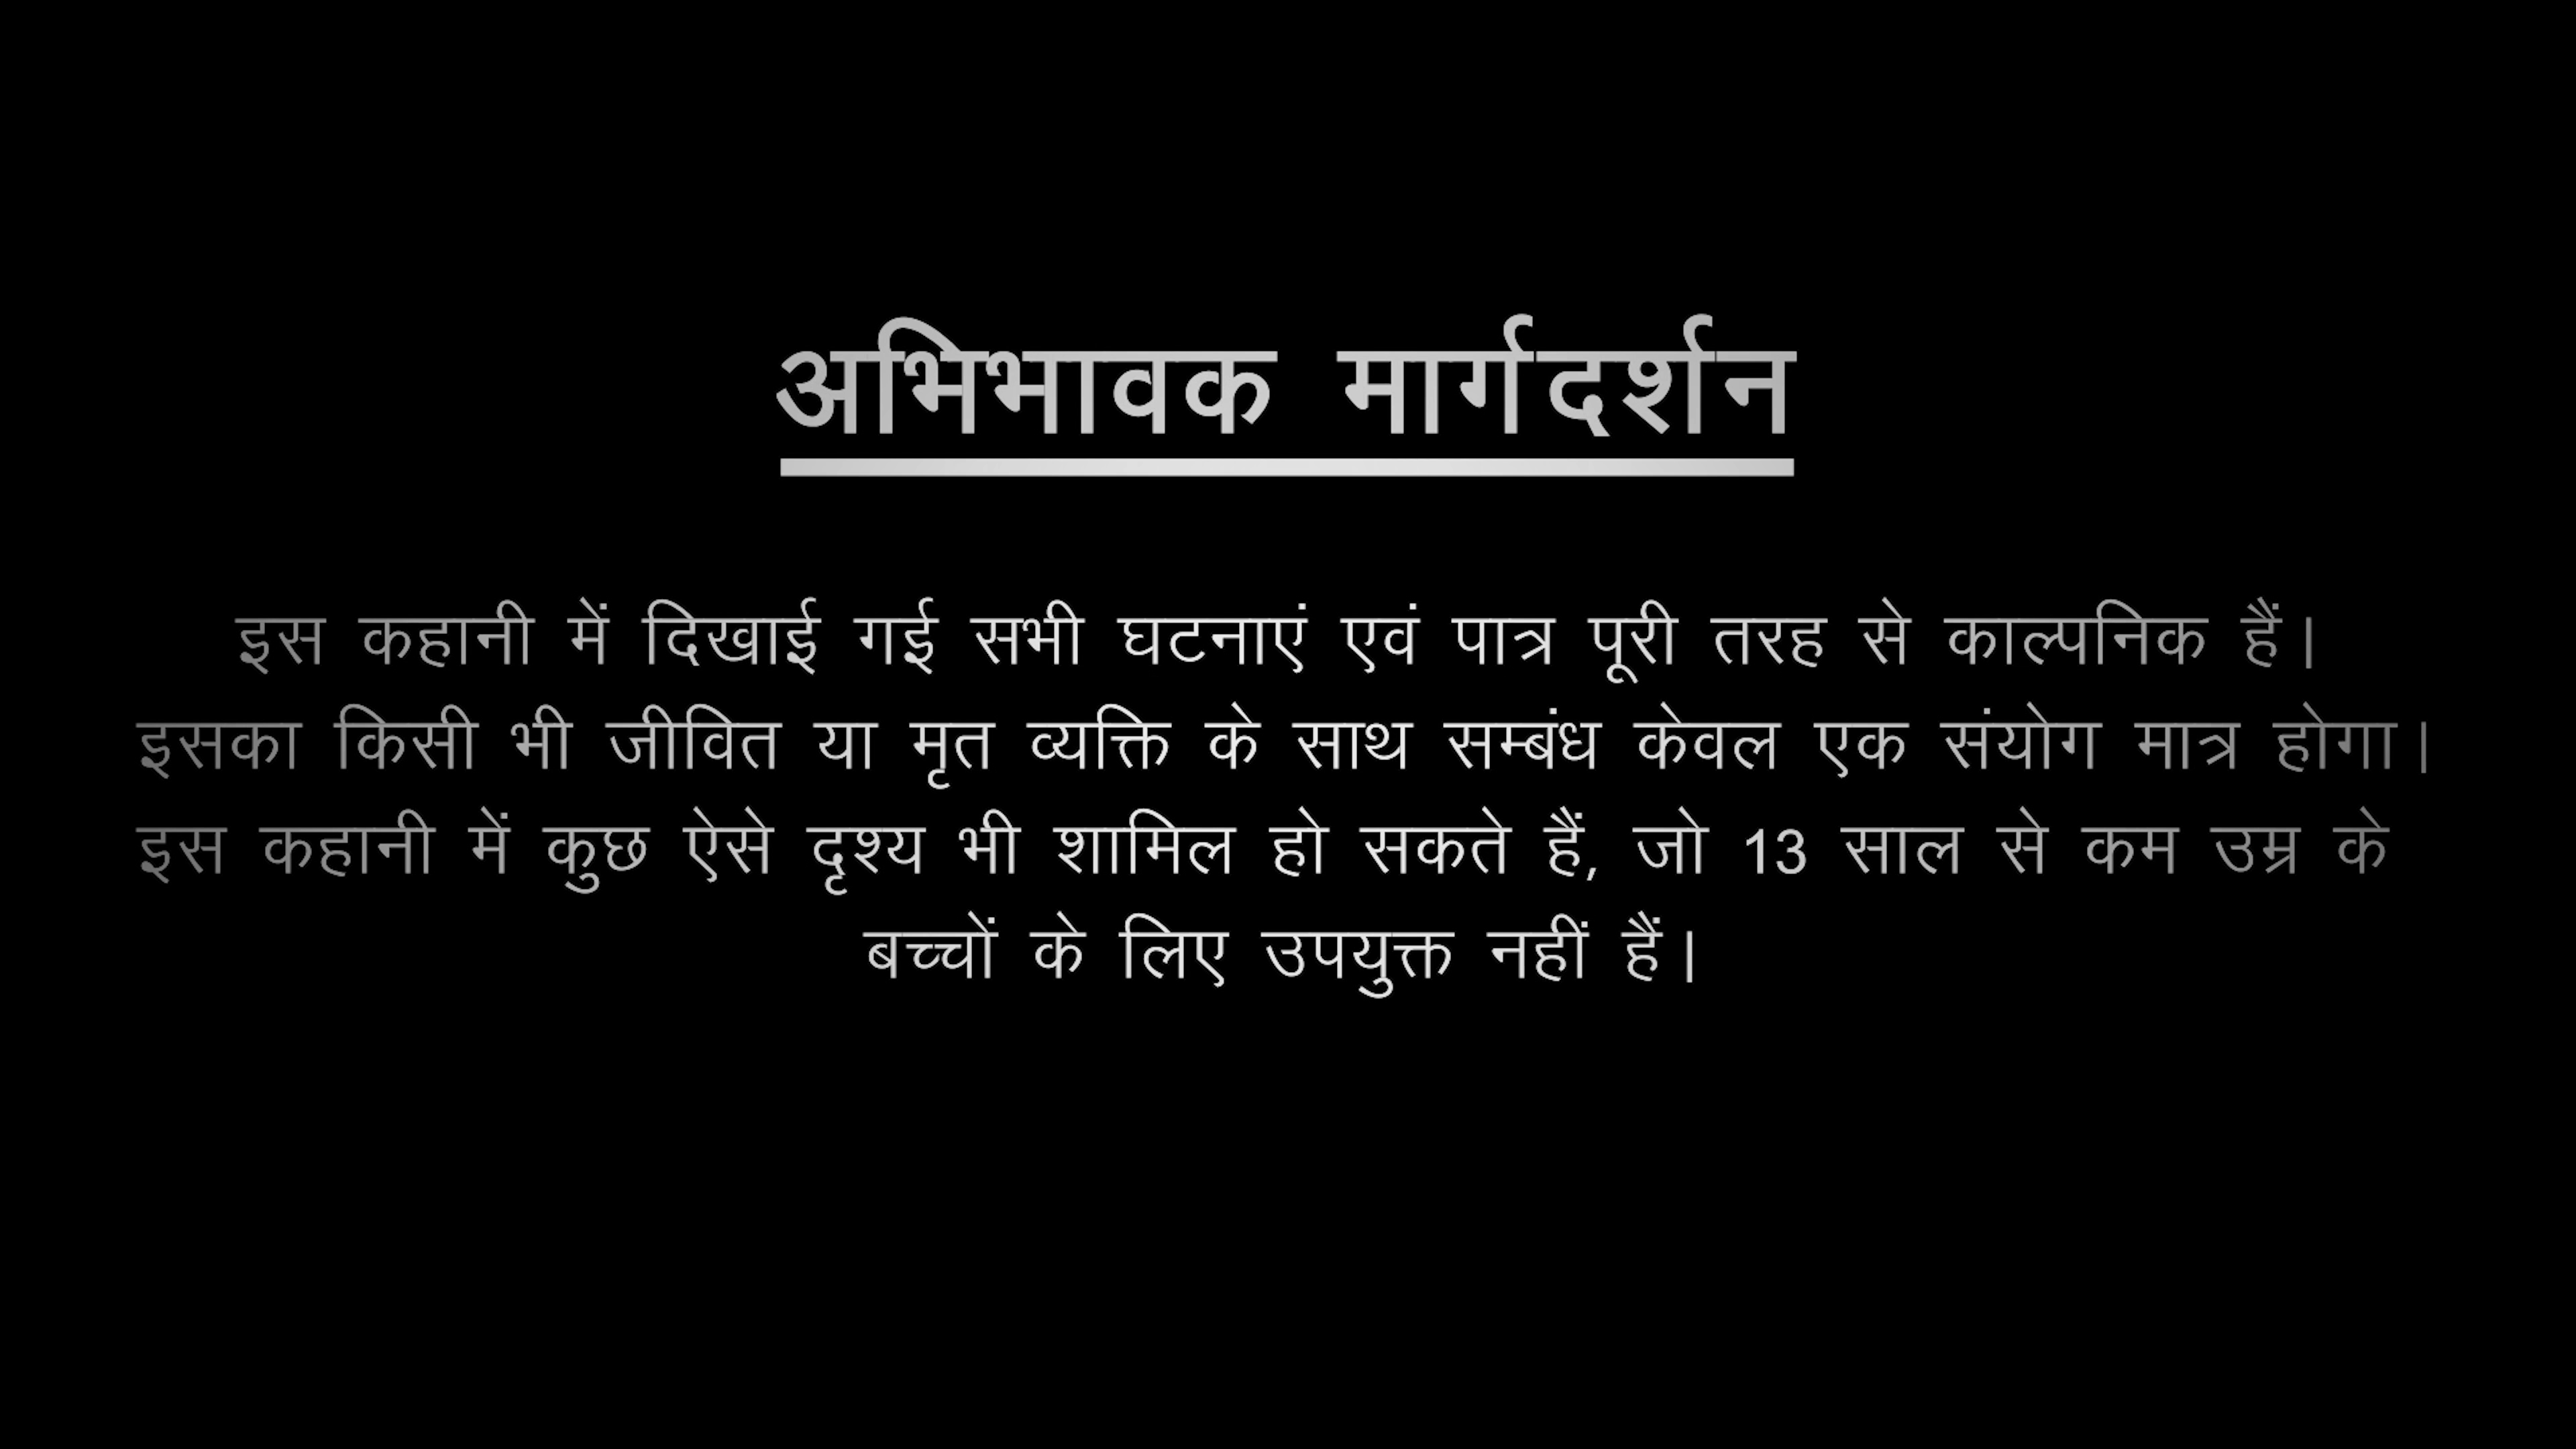 अभिभावक मार्गदर्शन
इस कहानी में दिखाई गई सभी घटनाएं एवं पात्र पूरी तरह से काल्पनिक हैं।
इसका किसी भी जीवित या मृत व्यक्ति के साथ सम्बंध केवल एक संयोग मात्र होगा।
इस कहानी में कुछ ऐसे दृश्य भी शामिल हो सकते हैं, जो 13 साल से कम उम्र के
बच्चों के लिए उपयुक्त नहीं हैं।